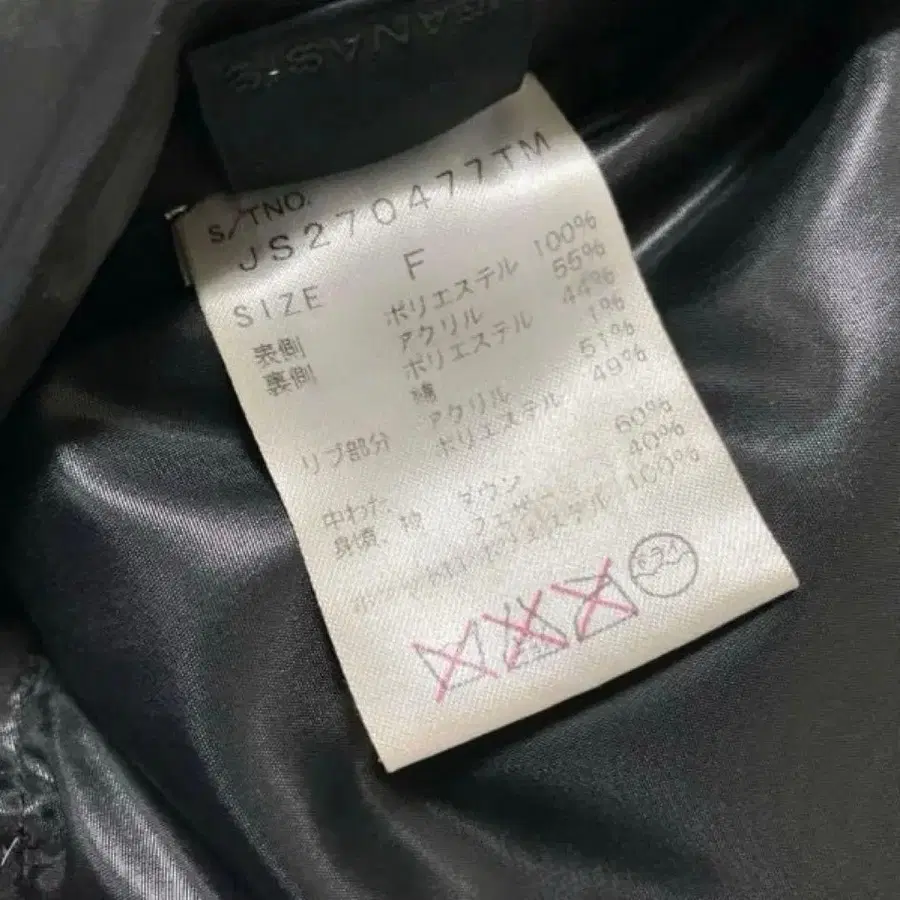 S/TNO.
JS270477TM
SIZE F
表側 ポリエステル 100%
裏側 アクリル 55%
ポリエステル 44%
綿 1%
リブ部分 アクリル 51%
ポリエステル 49%
中わた ダウン 60%
身頃、袖 フェザー 40%
ポリエステル 100%
ドライ